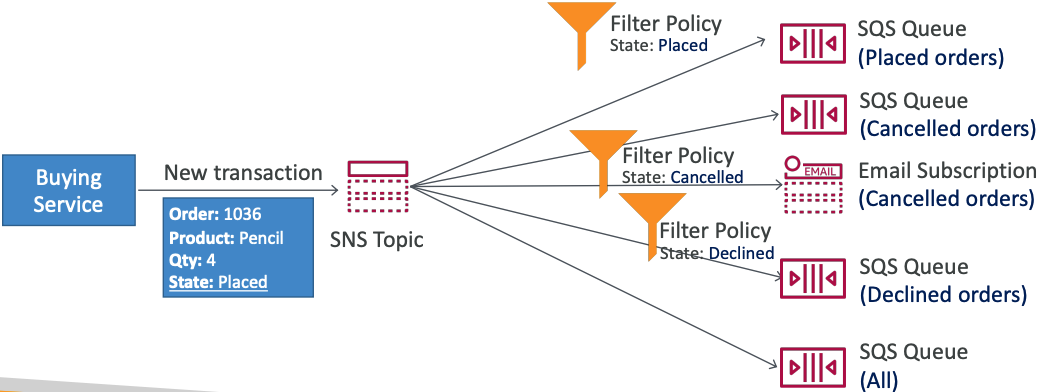 Buying
Service
New transaction
Order: 1036
Product: Pencil
Qty: 4
State: Placed
SNS Topic
Filter Policy
State: Placed
Filter Policy
State: Cancelled
Filter Policy
State: Declined
SQS Queue
(Placed orders)
SQS Queue
(Cancelled orders)
EMAIL
Email Subscription
(Cancelled orders)
SQS Queue
(Declined orders)
SQS Queue
(All)